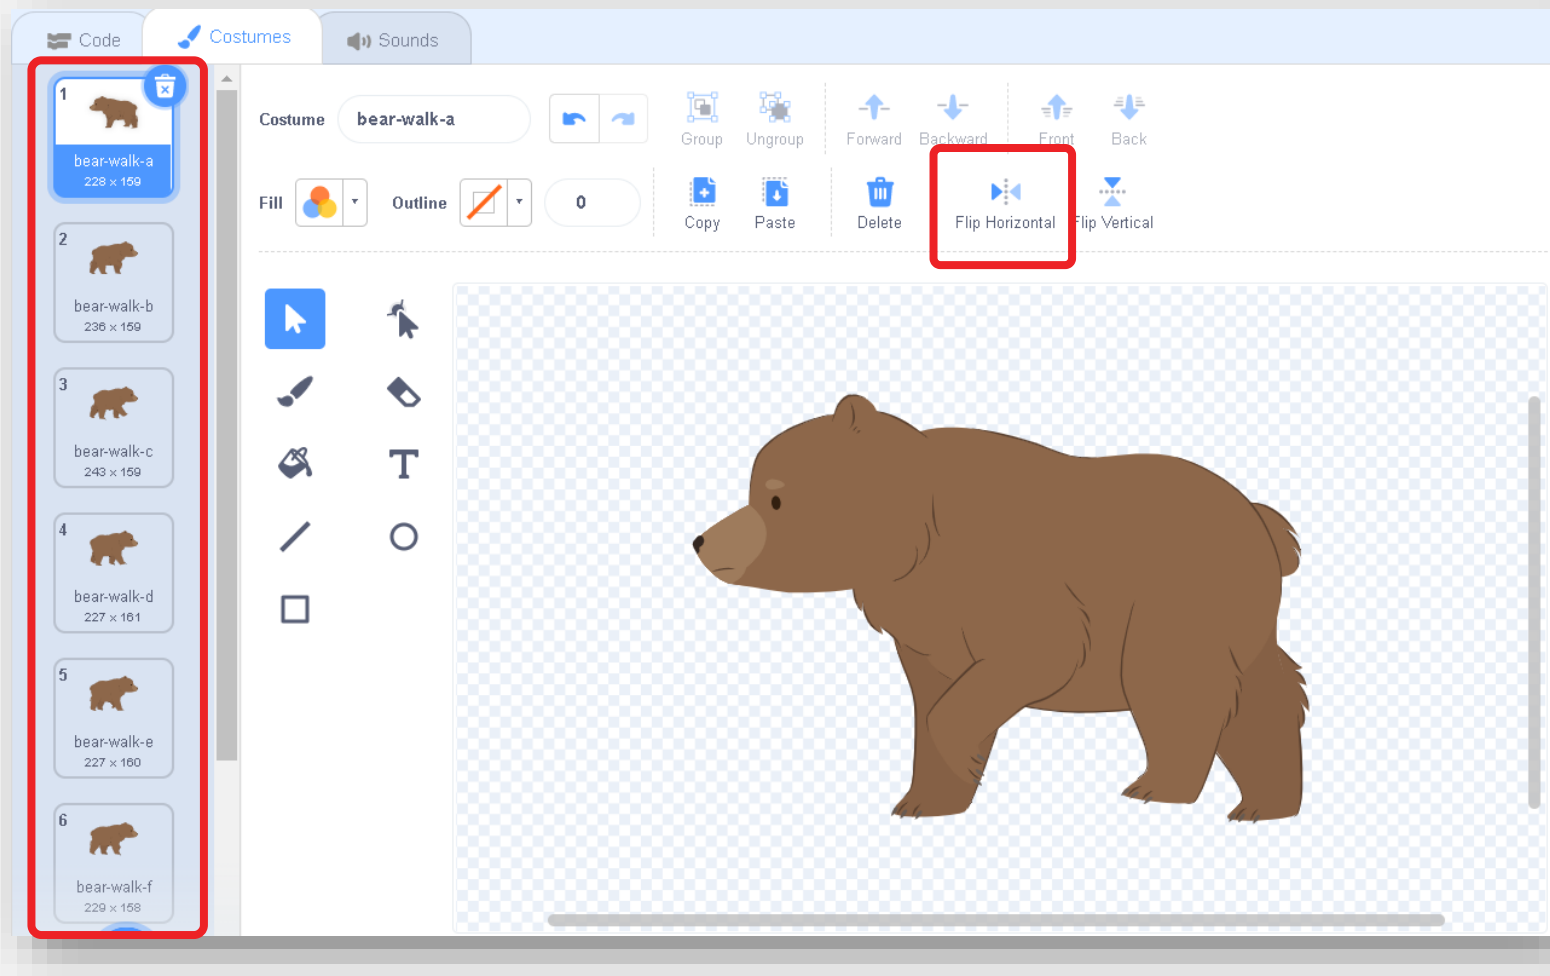 Code
Costumes
Sounds
1
bear-walk-a
228 x 159
2
bear-walk-b
236 x 159
3
bear-walk-c
243 x 159
4
bear-walk-d
227 x 161
5
bear-walk-e
227 x 160
6
bear-walk-f
229 x 158
Costume bear-walk-a
Group Ungroup Forward Backward Front Back
Fill Outline 0
Copy Paste Delete Flip Horizontal Flip Vertical
T